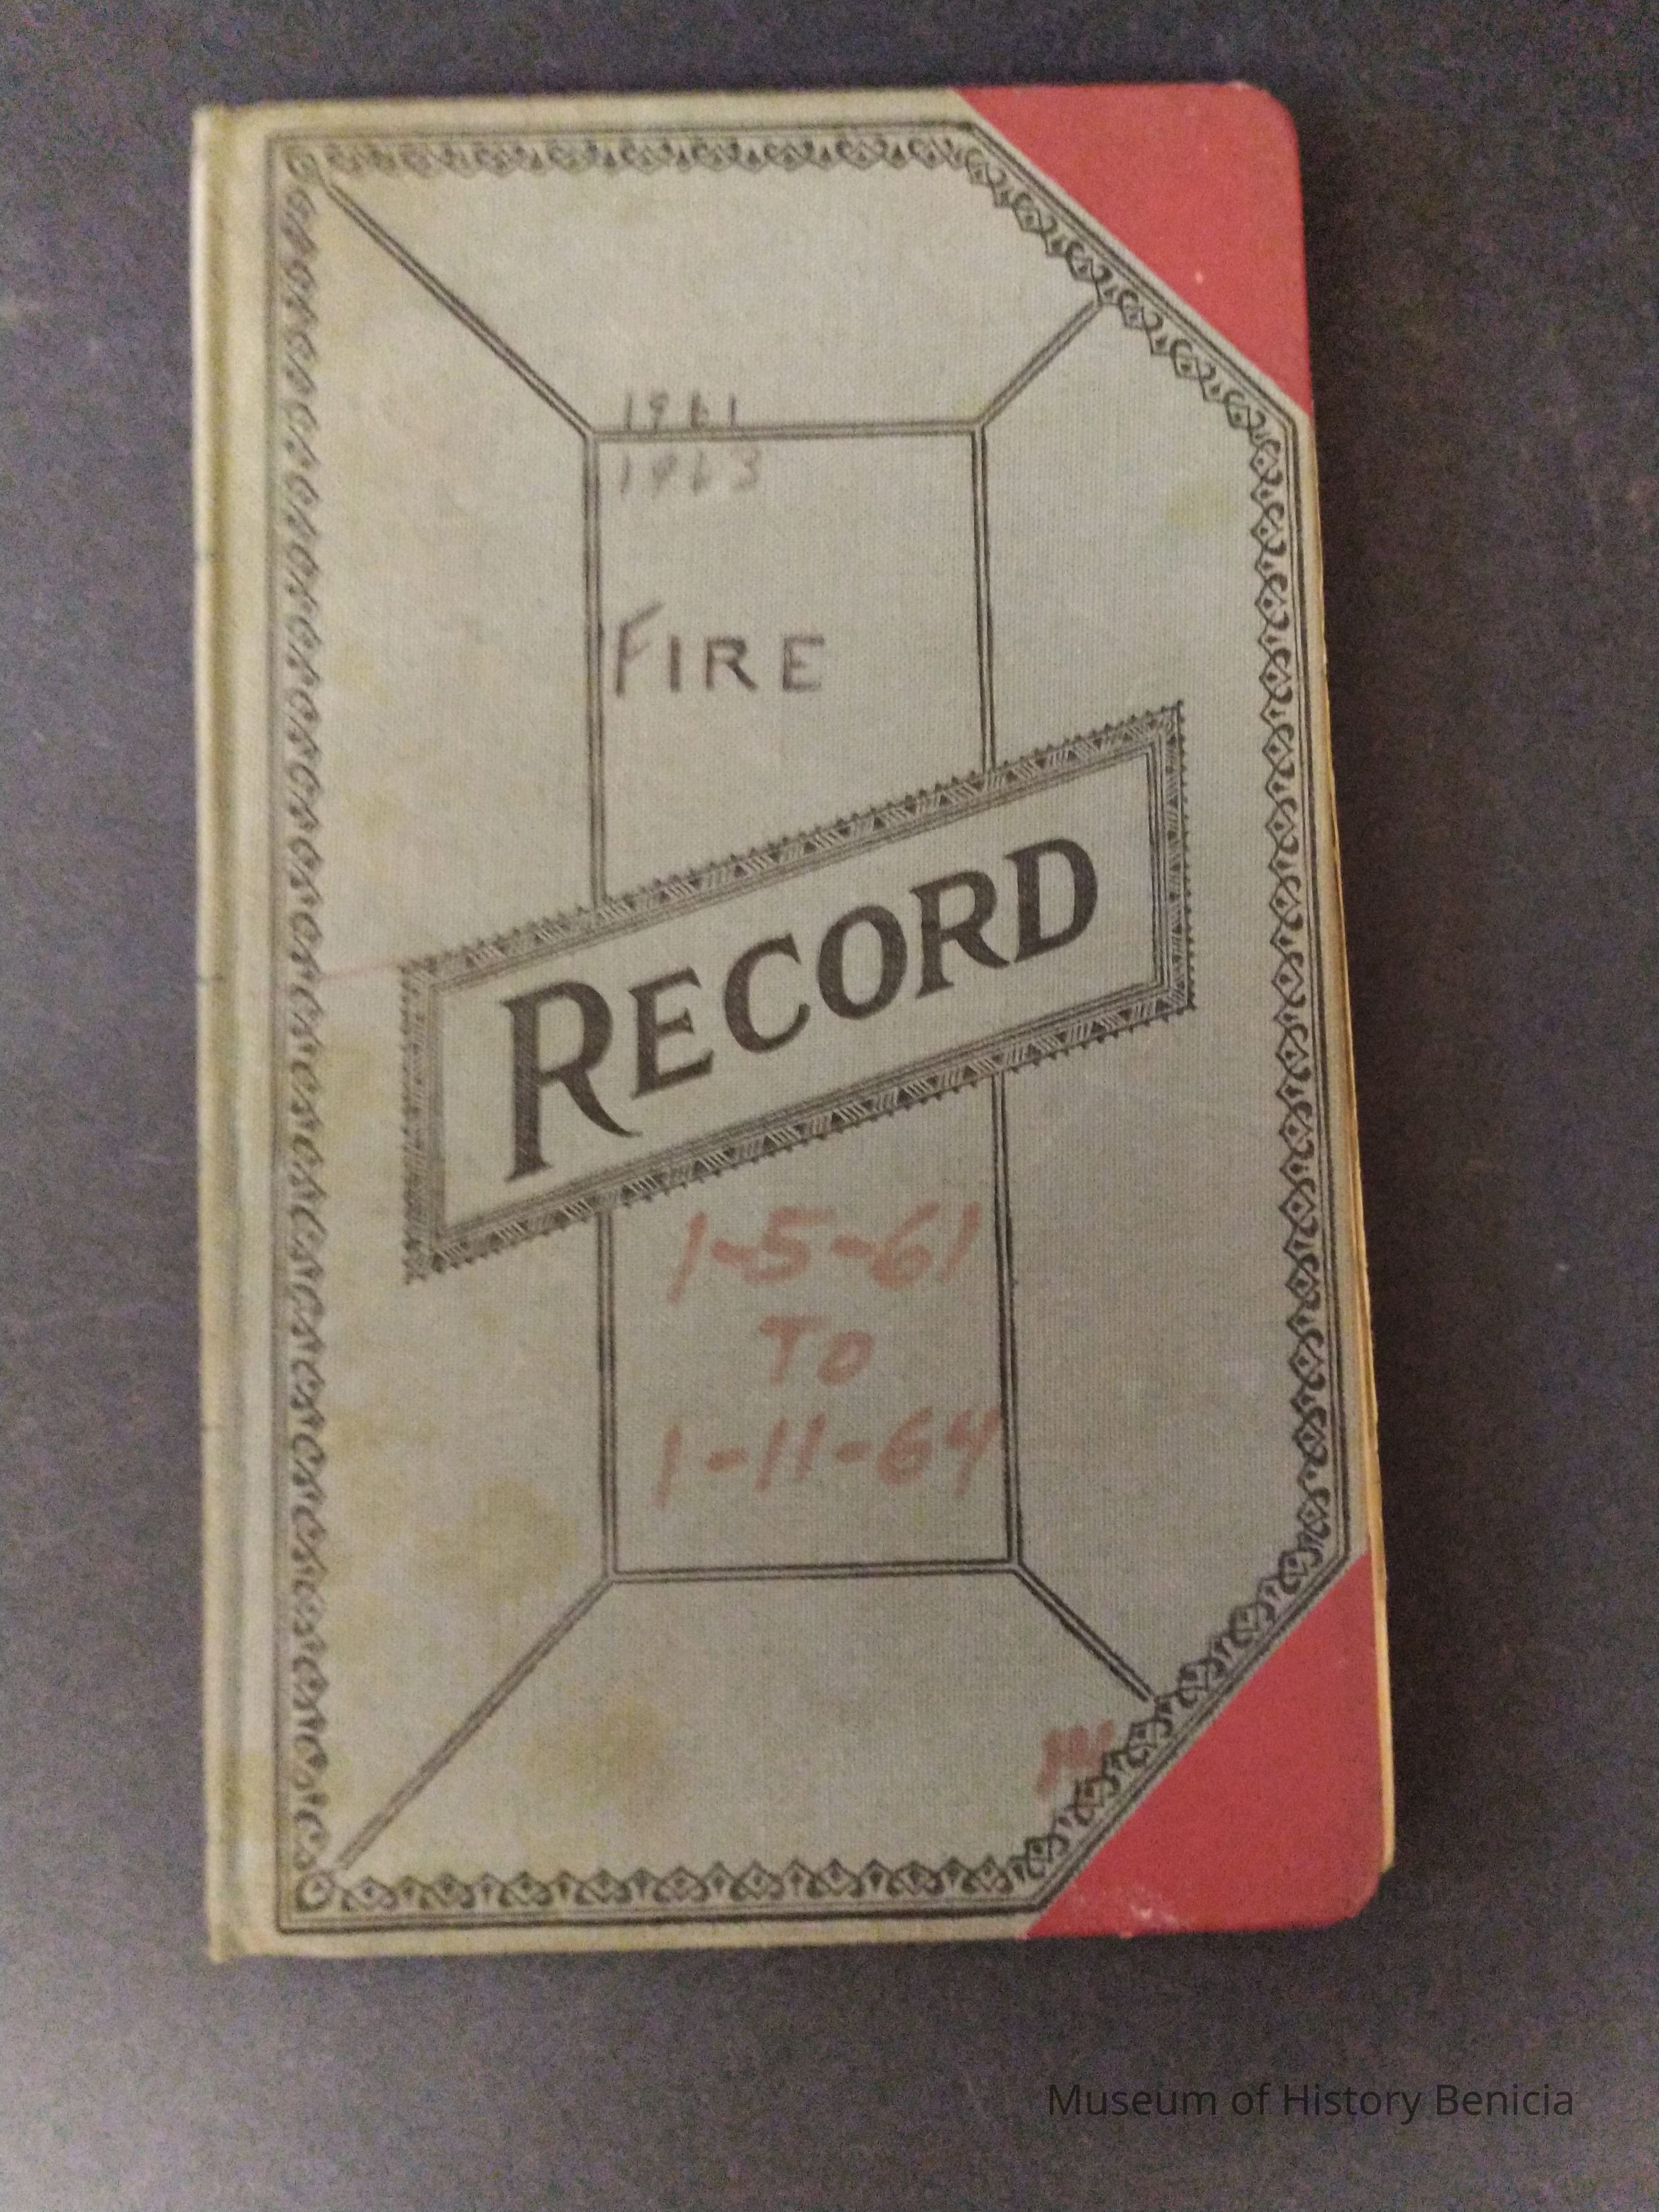 1961
1963
FIRE
RECORD
1-5-61
TO
1-11-64
Museum of History Benicia